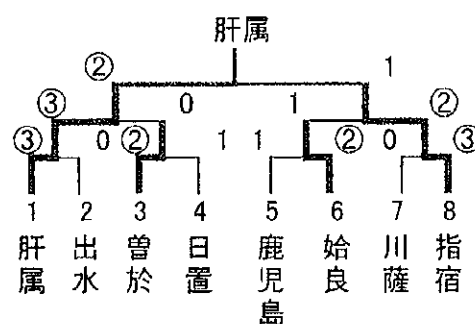 肝属
② 1
③ 0 1 ②
③ 0 ② 1 1 ② 0 ③
1 2 3 4 5 6 7 8
肝属 出水 曽於 日置 鹿児島 姶良 川薩 指宿